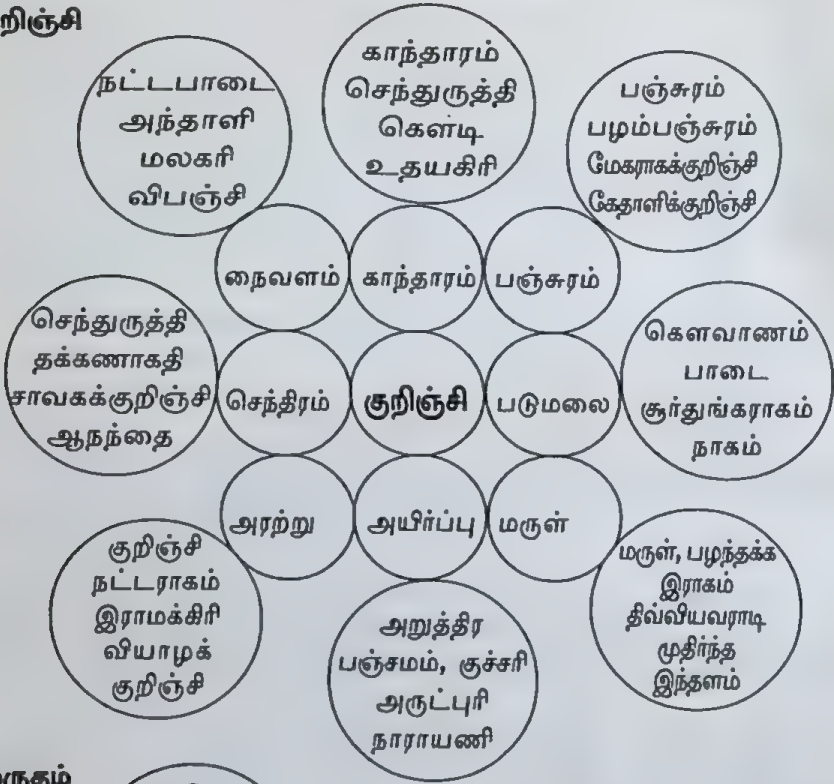 றிஞ்சி
நட்டபாடை
அந்தாளி
மலகரி
விபஞ்சி
காந்தாரம்
செந்துருத்தி
கௌடி
உதயகிரி
பஞ்சுரம்
பழம்பஞ்சுரம்
மேகராகக்குறிஞ்சி
கேதாளிக்குறிஞ்சி
நைவளம்
காந்தாரம்
பஞ்சுரம்
செந்துருத்தி
தக்கணாகதி
சாவகக்குறிஞ்சி
ஆநந்தை
செந்திரம்
குறிஞ்சி
படுமலை
கௌவாணம்
பாடை
சூர்துங்கராகம்
நாகம்
அரற்று
அயிர்ப்பு
மருள்
குறிஞ்சி
நட்டராகம்
இராமக்கிரி
வியாழக்
குறிஞ்சி
அறுத்திர
பஞ்சமம், குச்சரி
அருட்புரி
நாராயணி
மருள், பழந்தக்க
இராகம்
திவ்வியவராடி
முதிர்ந்த
இந்தளம்